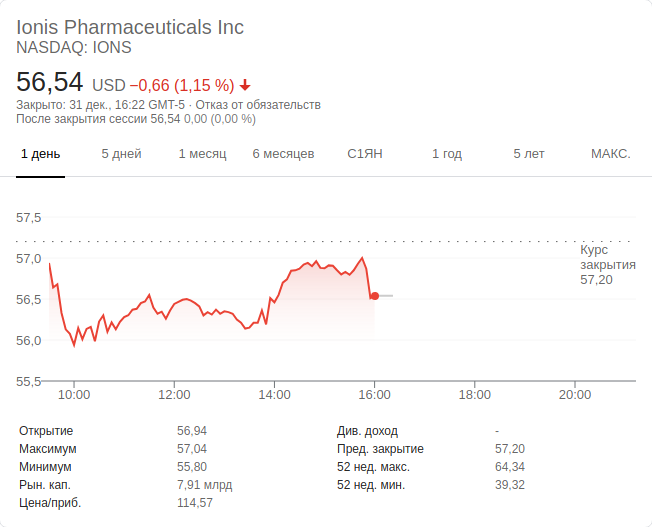 Ionis Pharmaceuticals Inc
NASDAQ: IONS
56,54 USD −0,66 (1,15 %)
Закрыто: 31 дек., 16:22 GMT-5 · Отказ от обязательств
После закрытия сессии 56,54 0,00 (0,00 %)
1 день 5 дней 1 месяц 6 месяцев С1ЯН 1 год 5 лет МАКС.
57,5
57,0
56,5
56,0
55,5
Курс
закрытия
57,20
10:00 12:00 14:00 16:00 18:00 20:00
Открытие 56,94 Див. доход -
Максимум 57,04 Пред. закрытие 57,20
Минимум 55,80 52 нед. макс. 64,34
Рын. кап. 7,91 млрд 52 нед. мин. 39,32
Цена/приб. 114,57